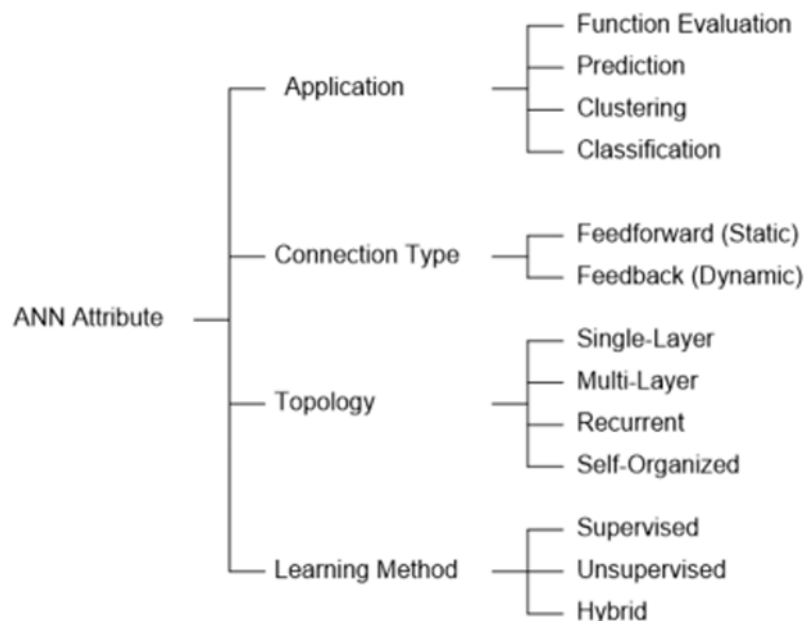 Function Evaluation
Application
Prediction
Clustering
Classification
Feedforward (Static)
Connection Type
Feedback (Dynamic)
ANN Attribute
Single-Layer
Multi-Layer
Topology
Recurrent
Self-Organized
Supervised
Learning Method
Unsupervised
Hybrid